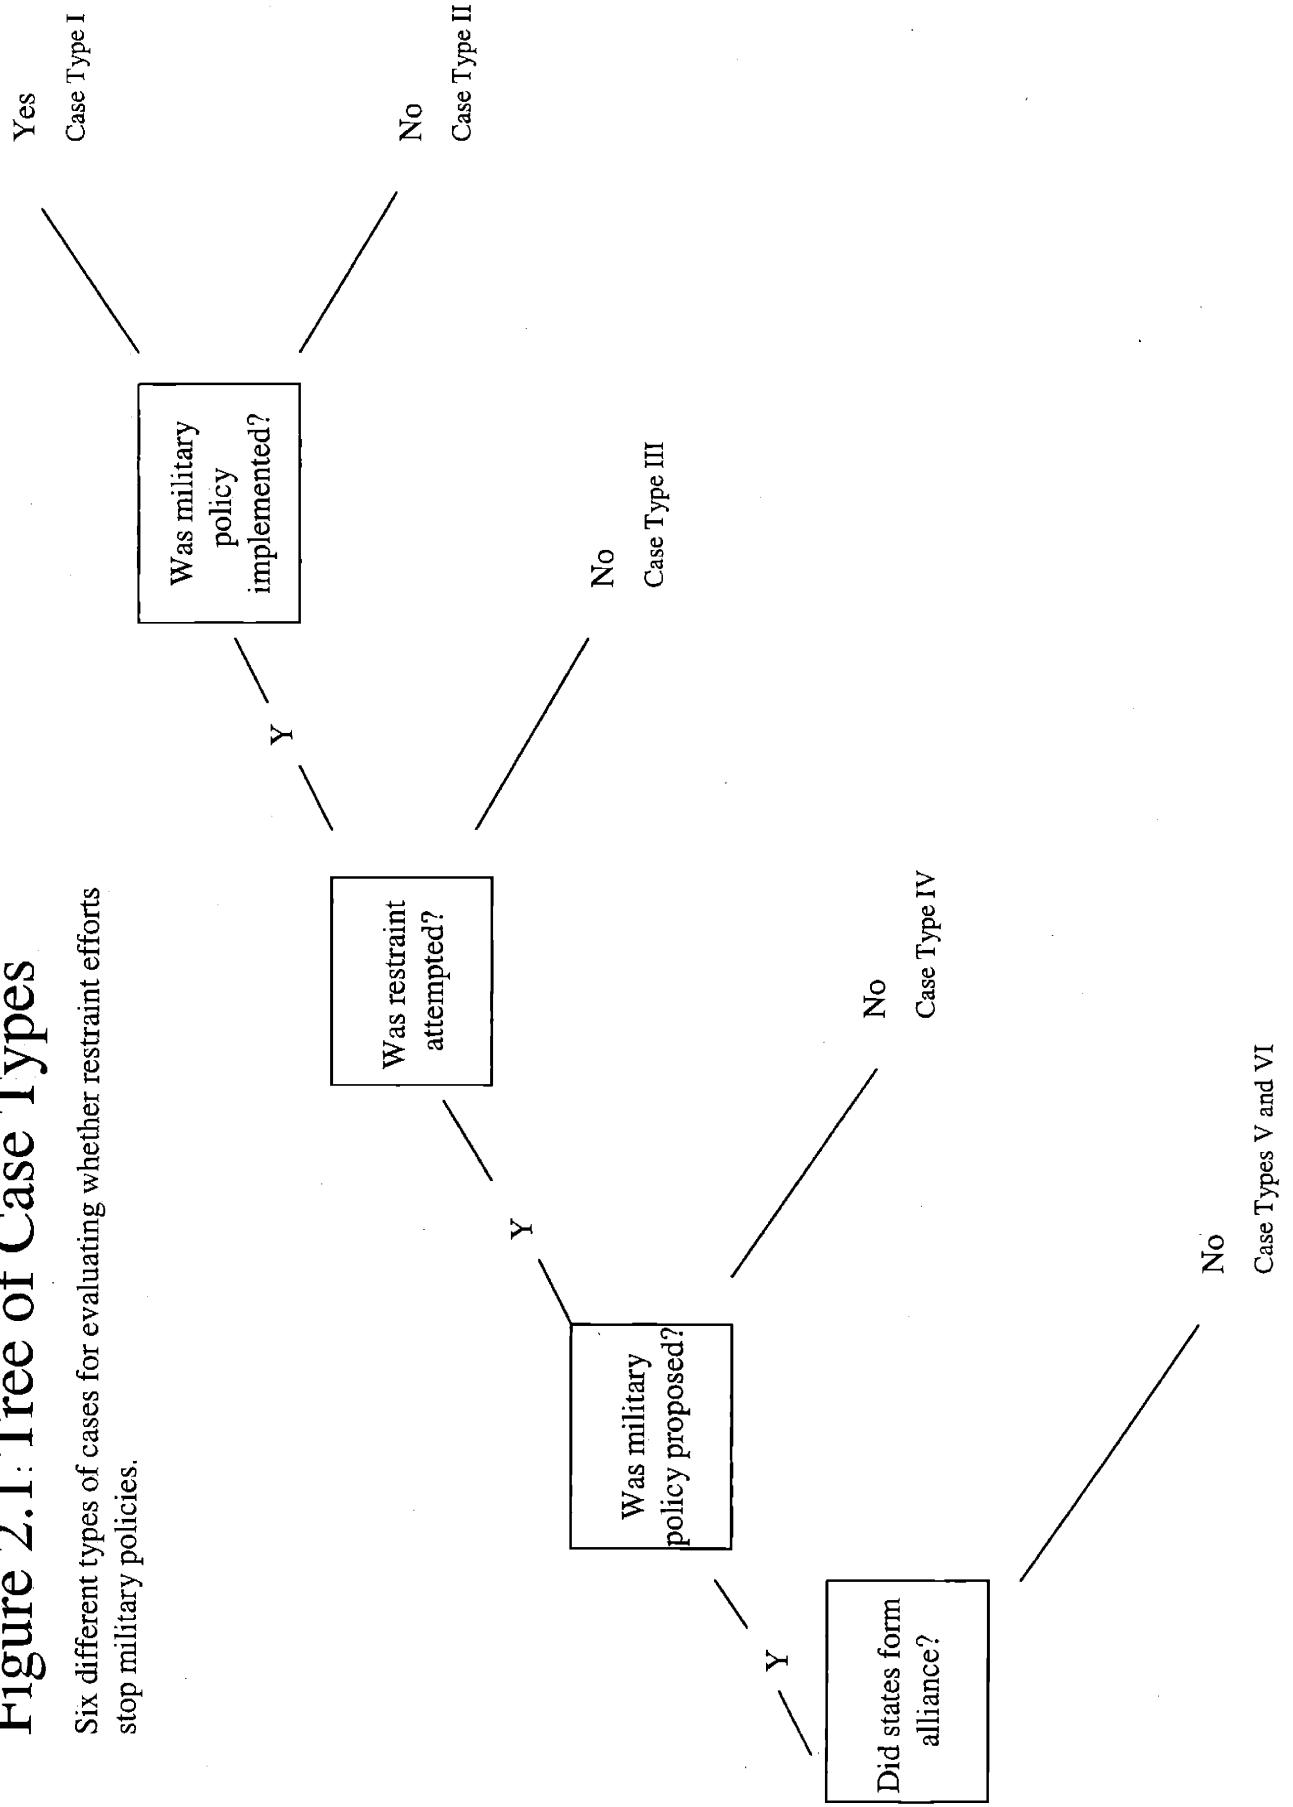 Figure 2.1: Tree of Case Types
Six different types of cases for evaluating whether restraint efforts
stop military policies.
Did states form
alliance?
Y
No
Case Types V and VI
Was military
policy proposed?
Y
No
Case Type IV
Was restraint
attempted?
Y
No
Case Type III
Was military
policy
implemented?
Yes
Case Type I
No
Case Type II